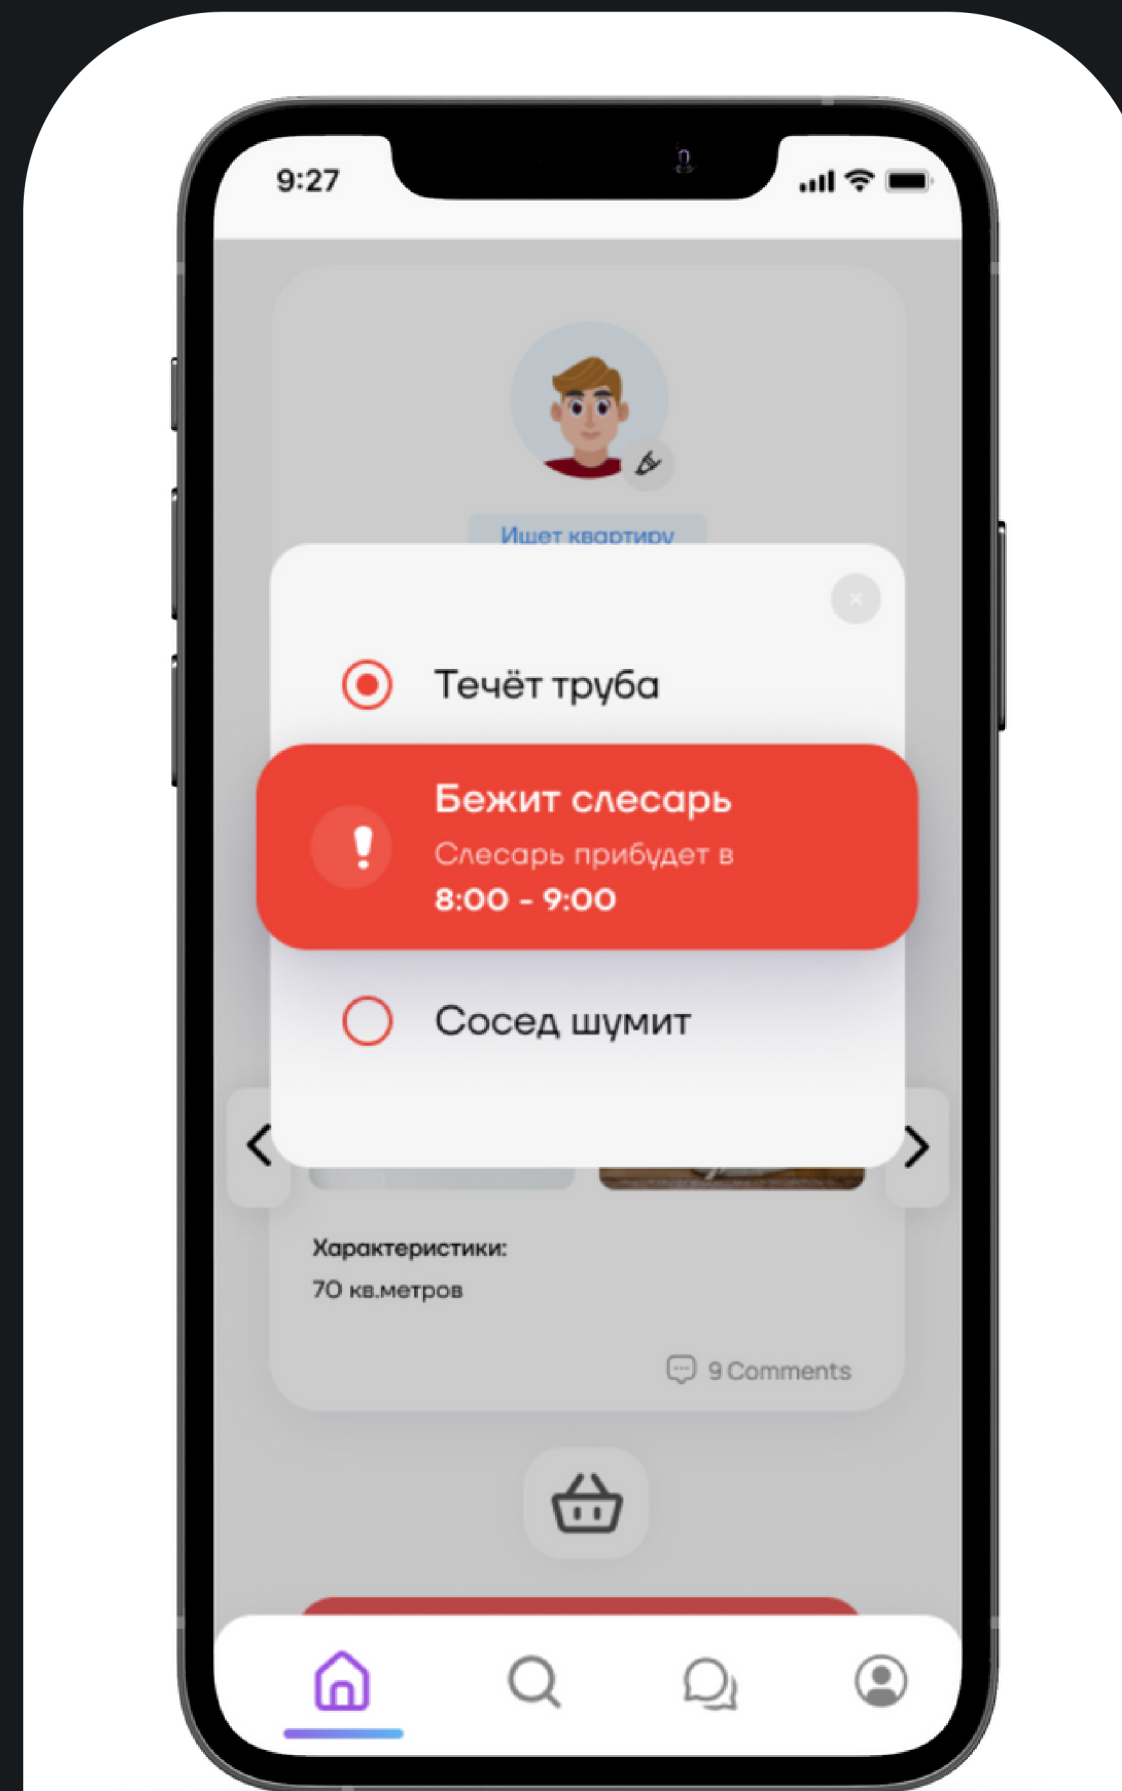 9:27
Ищет квартиру
Течёт труба
Бежит слесарь
Слесарь прибудет в
8:00 - 9:00
Сосед шумит
Характеристики:
70 кв.метров
9 Comments